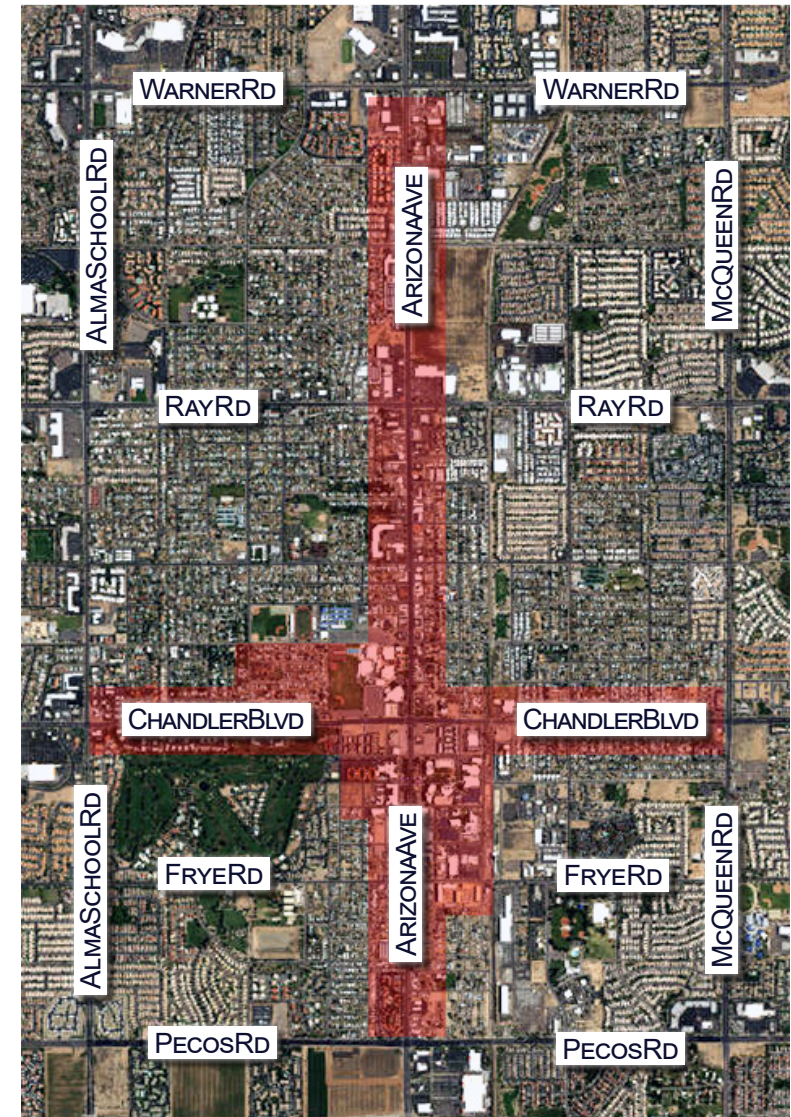 WARNERRD
WARNERRD
ALMASCHOOLRD
ARIZONAAVE
MCQUEENRD
RAYRD
RAYRD
CHANDLERBLVD
CHANDLERBLVD
ALMASCHOOLRD
ARIZONAAVE
MCQUEENRD
FRYERD
FRYERD
PECOSRD
PECOSRD